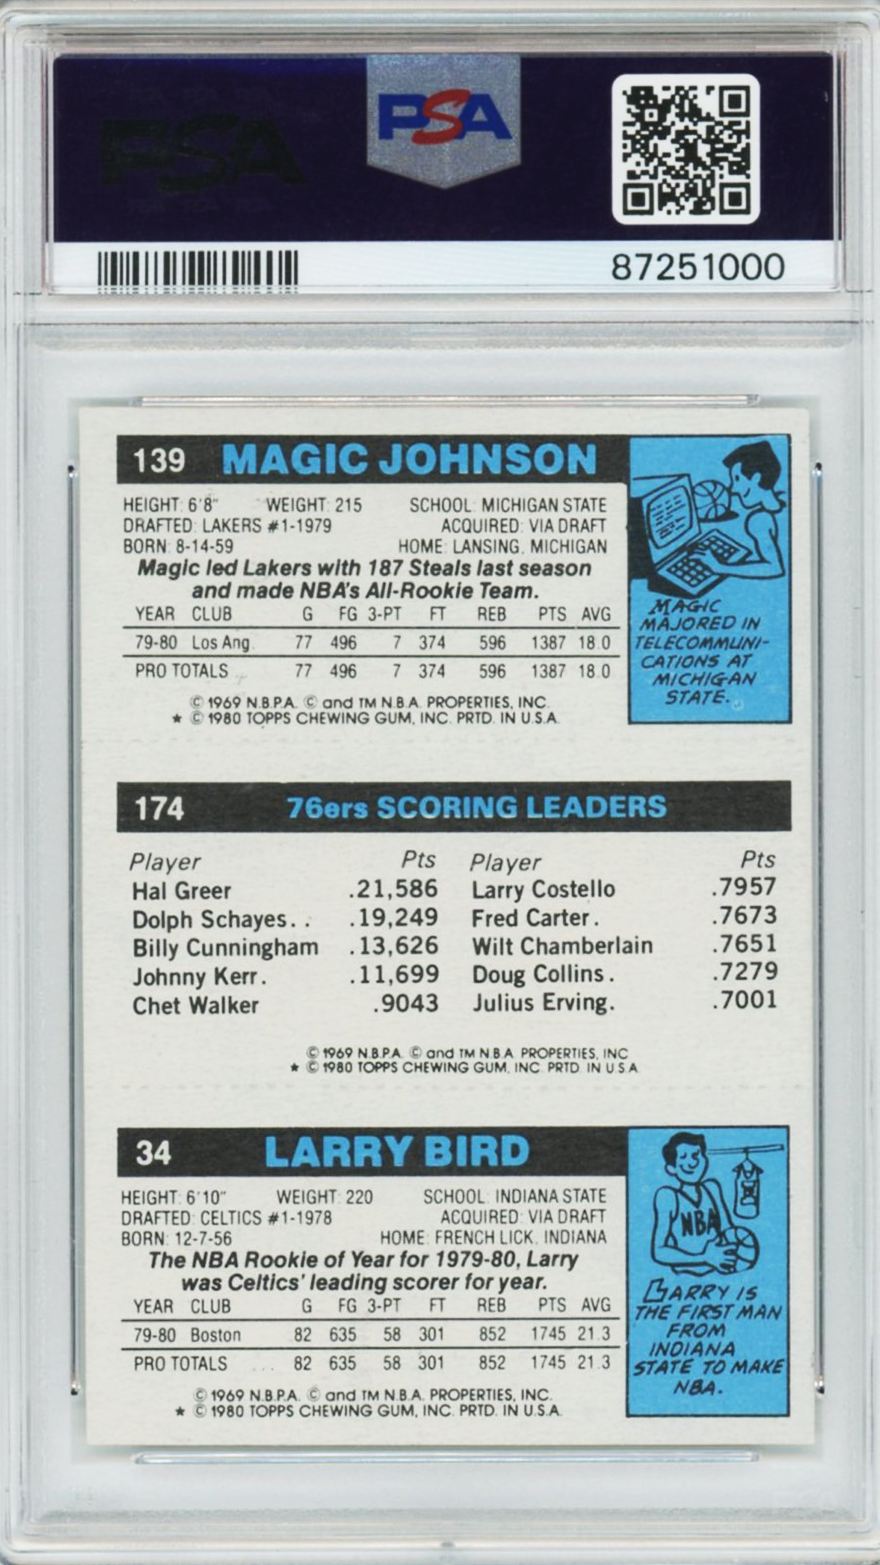 PSA
PSA
87251000
139 MAGIC JOHNSON
HEIGHT: 6'8" WEIGHT: 215 SCHOOL: MICHIGAN STATE
DRAFTED: LAKERS #1-1979 ACQUIRED: VIA DRAFT
BORN: 8-14-59 HOME: LANSING, MICHIGAN
Magic led Lakers with 187 Steals last season
and made NBA's All-Rookie Team.
YEAR CLUB G FG 3-PT FT REB PTS AVG
79-80 Los Ang. 77 496 7 374 596 1387 18.0
PRO TOTALS 77 496 7 374 596 1387 18.0
© 1969 N.B.P.A. © and TM N.B.A. PROPERTIES, INC.
★ © 1980 TOPPS CHEWING GUM, INC. PRTD. IN U.S.A.
MAGIC
MAJORED IN
TELECOMMUNI-
CATIONS AT
MICHIGAN
STATE.
174 76ers SCORING LEADERS
Player Pts Player Pts
Hal Greer .21,586 Larry Costello .7957
Dolph Schayes. . .19,249 Fred Carter. .7673
Billy Cunningham .13,626 Wilt Chamberlain .7651
Johnny Kerr. .11,699 Doug Collins. .7279
Chet Walker .9043 Julius Erving. .7001
© 1969 N.B.P.A. © and TM N.B.A. PROPERTIES, INC.
★ © 1980 TOPPS CHEWING GUM, INC. PRTD. IN U.S.A.
34 LARRY BIRD
HEIGHT: 6'10" WEIGHT: 220 SCHOOL: INDIANA STATE
DRAFTED: CELTICS #1-1978 ACQUIRED: VIA DRAFT
BORN: 12-7-56 HOME: FRENCH LICK, INDIANA
The NBA Rookie of Year for 1979-80, Larry
was Celtics' leading scorer for year.
YEAR CLUB G FG 3-PT FT REB PTS AVG
79-80 Boston 82 635 58 301 852 1745 21.3
PRO TOTALS ... 82 635 58 301 852 1745 21.3
© 1969 N.B.P.A. © and TM N.B.A. PROPERTIES, INC.
★ © 1980 TOPPS CHEWING GUM, INC. PRTD. IN U.S.A.
NBA
LARRY IS
THE FIRST MAN
FROM
INDIANA
STATE TO MAKE
NBA.